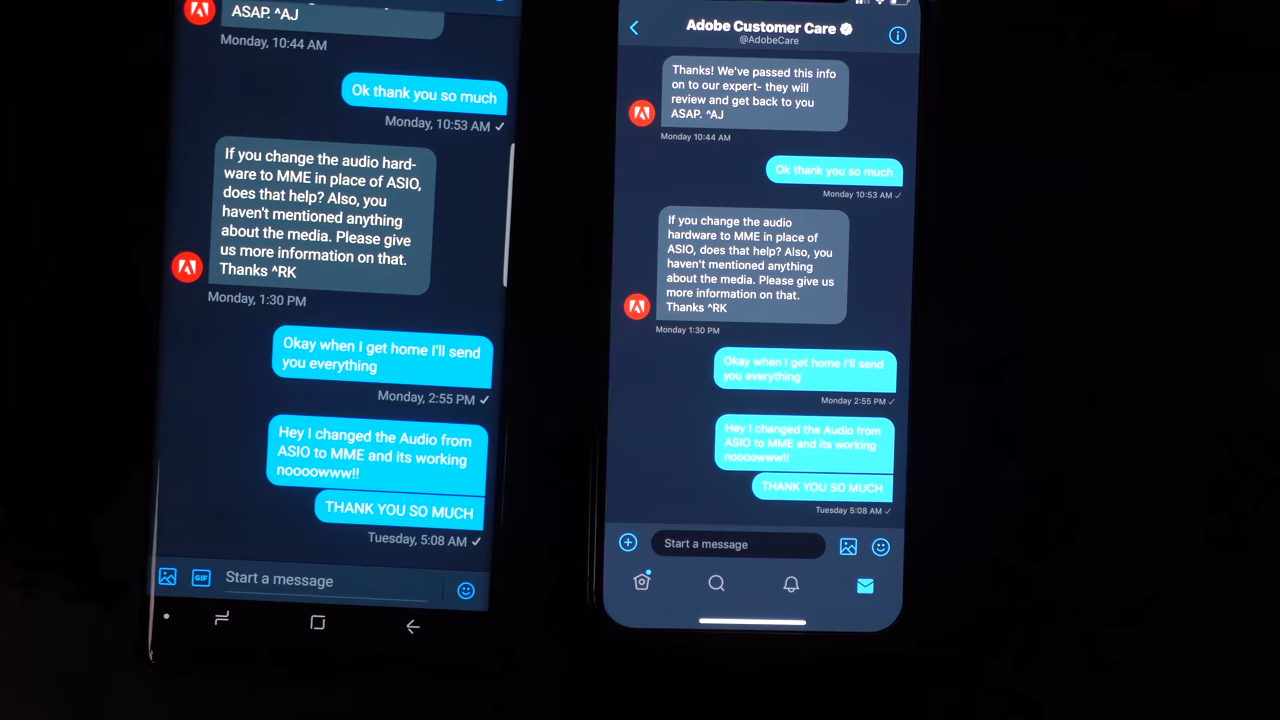 ASAP. ^AJ
Monday, 10:44 AM
Ok thank you so much
Monday, 10:53 AM
If you change the audio hard-
ware to MME in place of ASIO,
does that help? Also, you
haven't mentioned anything
about the media. Please give
us more information on that.
Thanks ^RK
Monday, 1:30 PM
Okay when I get home I'll send
you everything
Monday, 2:55 PM
Hey I changed the Audio from
ASIO to MME and its working
noooowww!!
THANK YOU SO MUCH
Tuesday, 5:08 AM
GIF
Start a message
Adobe Customer Care
@AdobeCare
Thanks! We've passed this info
on to our expert- they will
review and get back to you
ASAP. ^AJ
Monday 10:44 AM
Ok thank you so much
Monday 10:53 AM
If you change the audio
hardware to MME in place of
ASIO, does that help? Also, you
haven't mentioned anything
about the media. Please give us
more information on that.
Thanks ^RK
Monday 1:30 PM
Okay when I get home I'll send
you everything
Monday 2:55 PM
Hey I changed the Audio from
ASIO to MME and its working
noooowww!!
THANK YOU SO MUCH
Tuesday 5:08 AM
Start a message